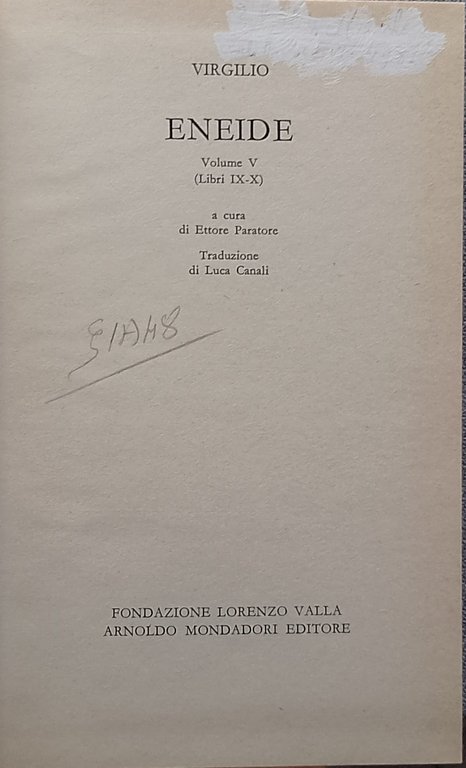 VIRGILIO
ENEIDE
Volume V
(Libri IX-X)
a cura
di Ettore Paratore
Traduzione
di Luca Canali
FONDAZIONE LORENZO VALLA
ARNOLDO MONDADORI EDITORE